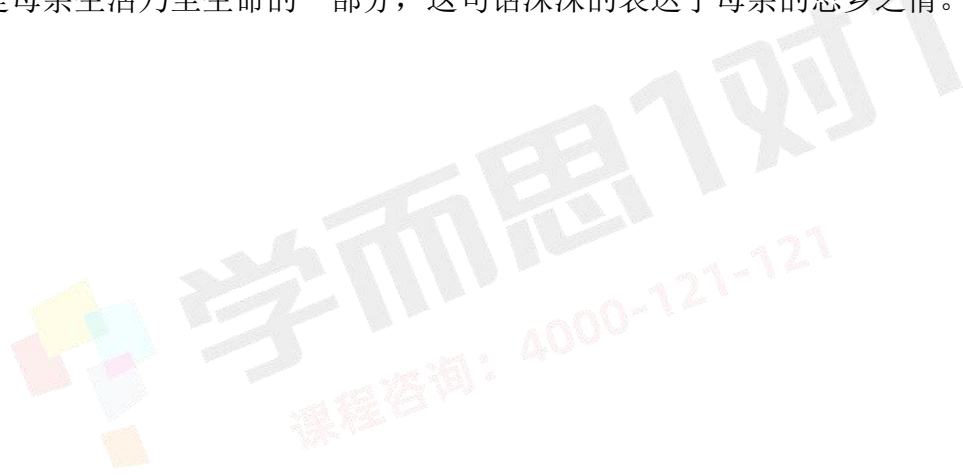 是母亲生活乃至生命的一部分，这句话深深的表达了母亲的思乡之情。
学而思1对1
课程咨询：4000-121-121